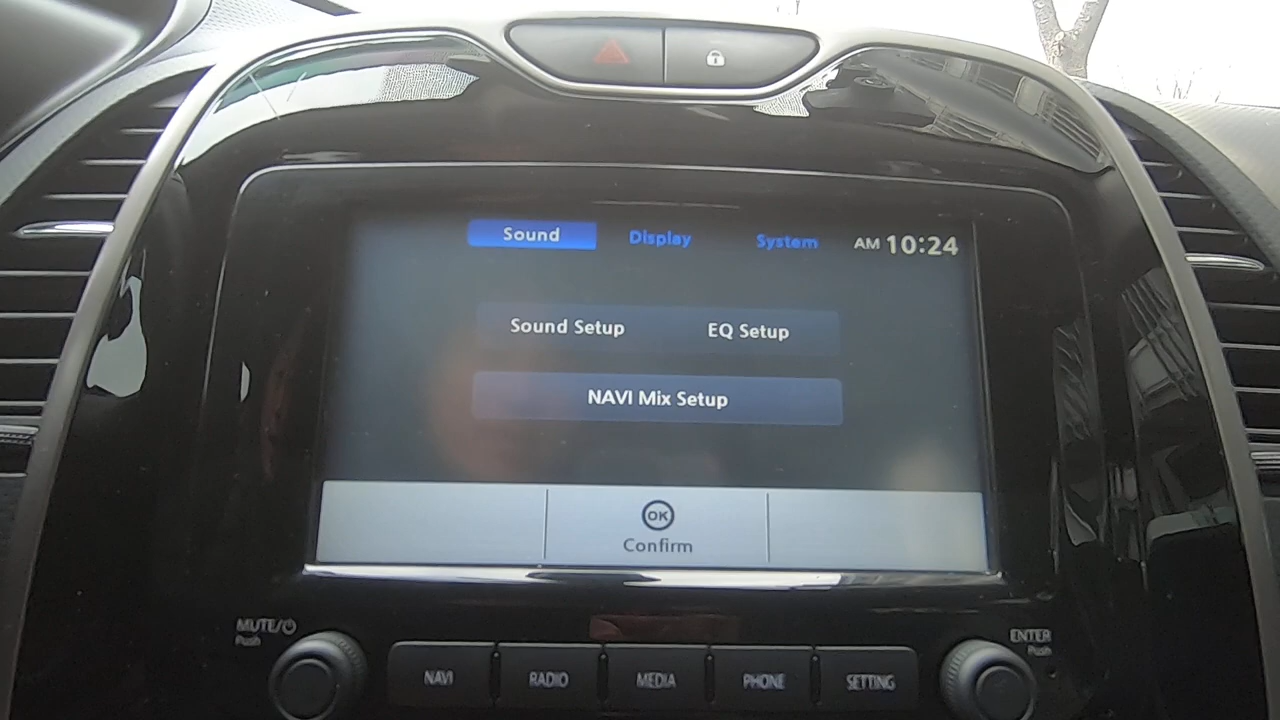 Sound Display System AM 10:24
Sound Setup EQ Setup
NAVI Mix Setup
OK
Confirm
MUTE/⏻
Push
ENTER
Push
NAVI RADIO MEDIA PHONE SETTING